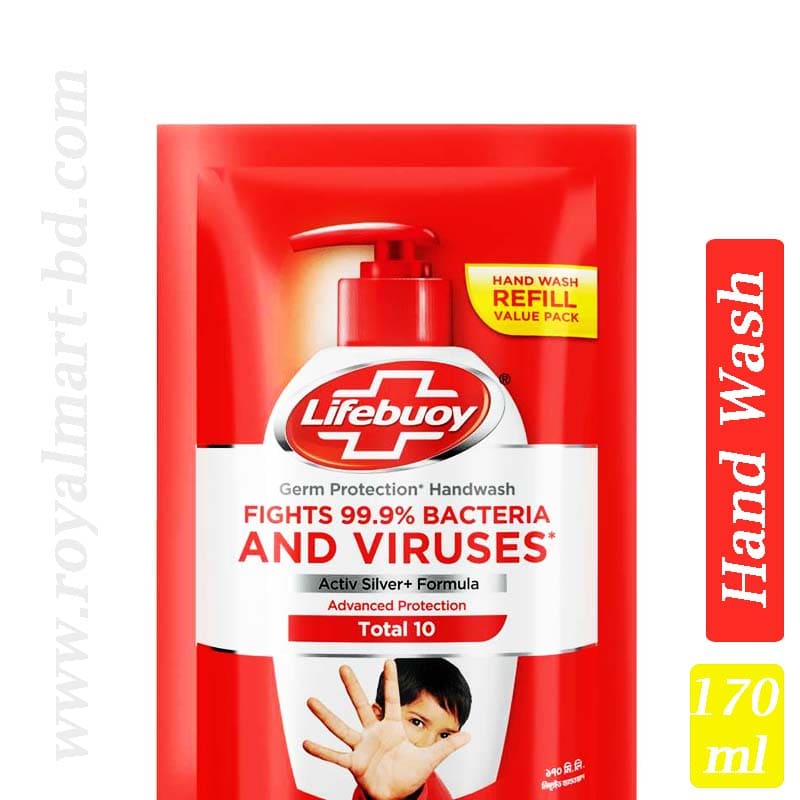 www.royalmart-bd.com
HAND WASH
REFILL
VALUE PACK
Lifebuoy®
Germ Protection* Handwash
FIGHTS 99.9% BACTERIA
AND VIRUSES*
Activ Silver+ Formula
Advanced Protection
Total 10
১৭০ মি.লি.
Hand Wash
170
ml